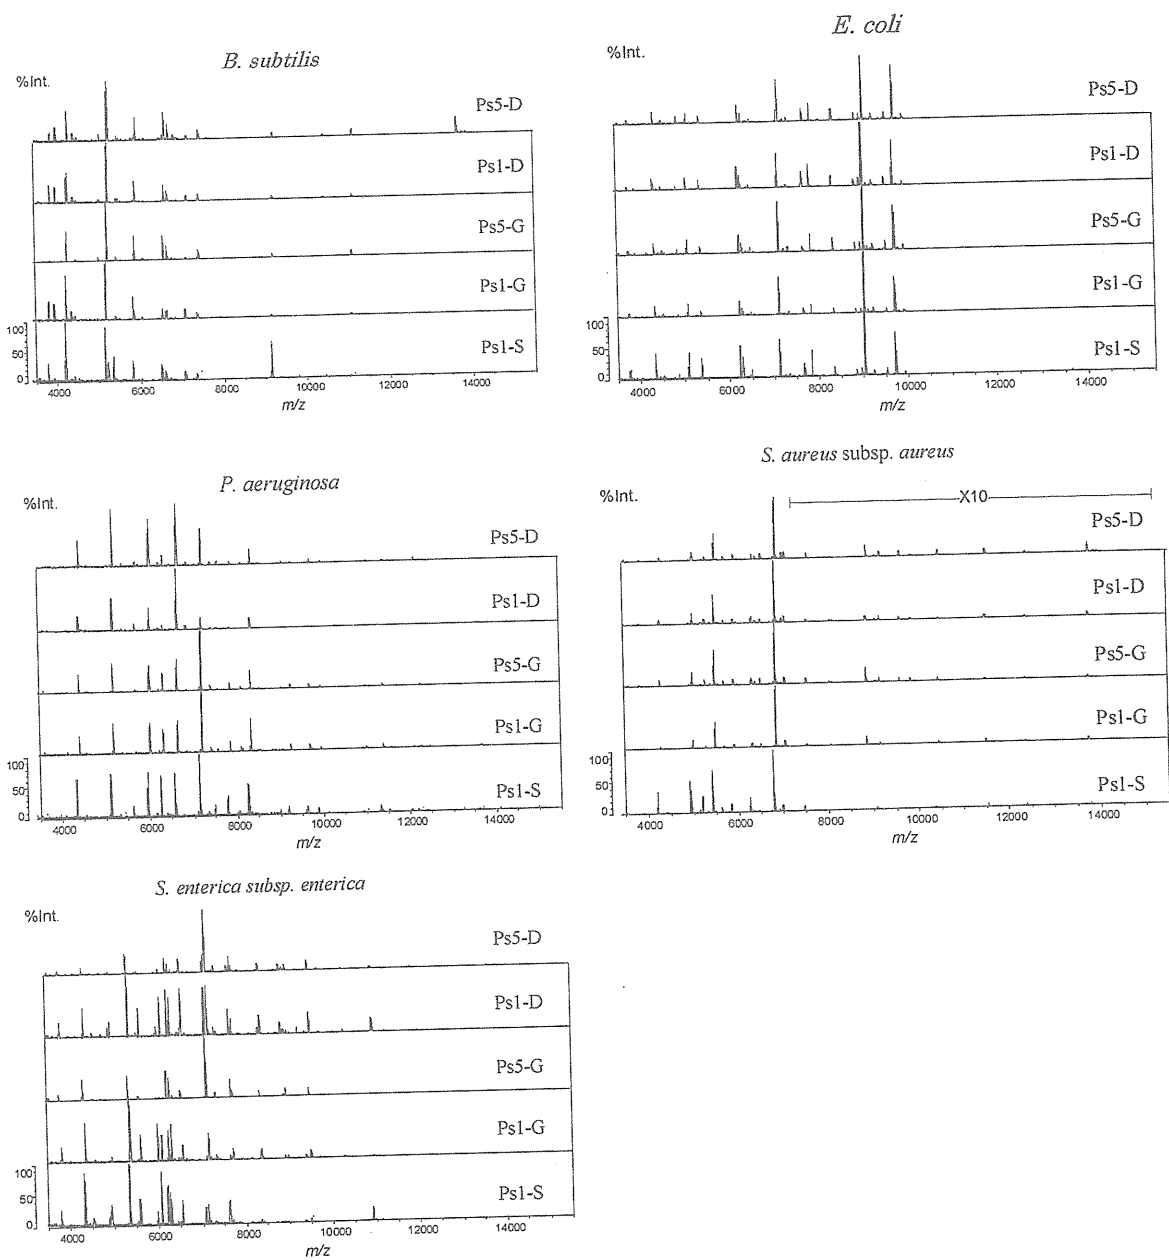 B. subtilis
%Int.
Ps5-D
Ps1-D
Ps5-G
Ps1-G
100
50
0
Ps1-S
4000 6000 8000 10000 12000 14000
m/z
E. coli
%Int.
Ps5-D
Ps1-D
Ps5-G
Ps1-G
100
50
0
Ps1-S
4000 6000 8000 10000 12000 14000
m/z
P. aeruginosa
%Int.
Ps5-D
Ps1-D
Ps5-G
Ps1-G
100
50
0
Ps1-S
4000 6000 8000 10000 12000 14000
m/z
S. aureus subsp. aureus
%Int.
X10
Ps5-D
Ps1-D
Ps5-G
Ps1-G
100
50
0
Ps1-S
4000 6000 8000 10000 12000 14000
m/z
S. enterica subsp. enterica
%Int.
Ps5-D
Ps1-D
Ps5-G
Ps1-G
100
50
0
Ps1-S
4000 6000 8000 10000 12000 14000
m/z